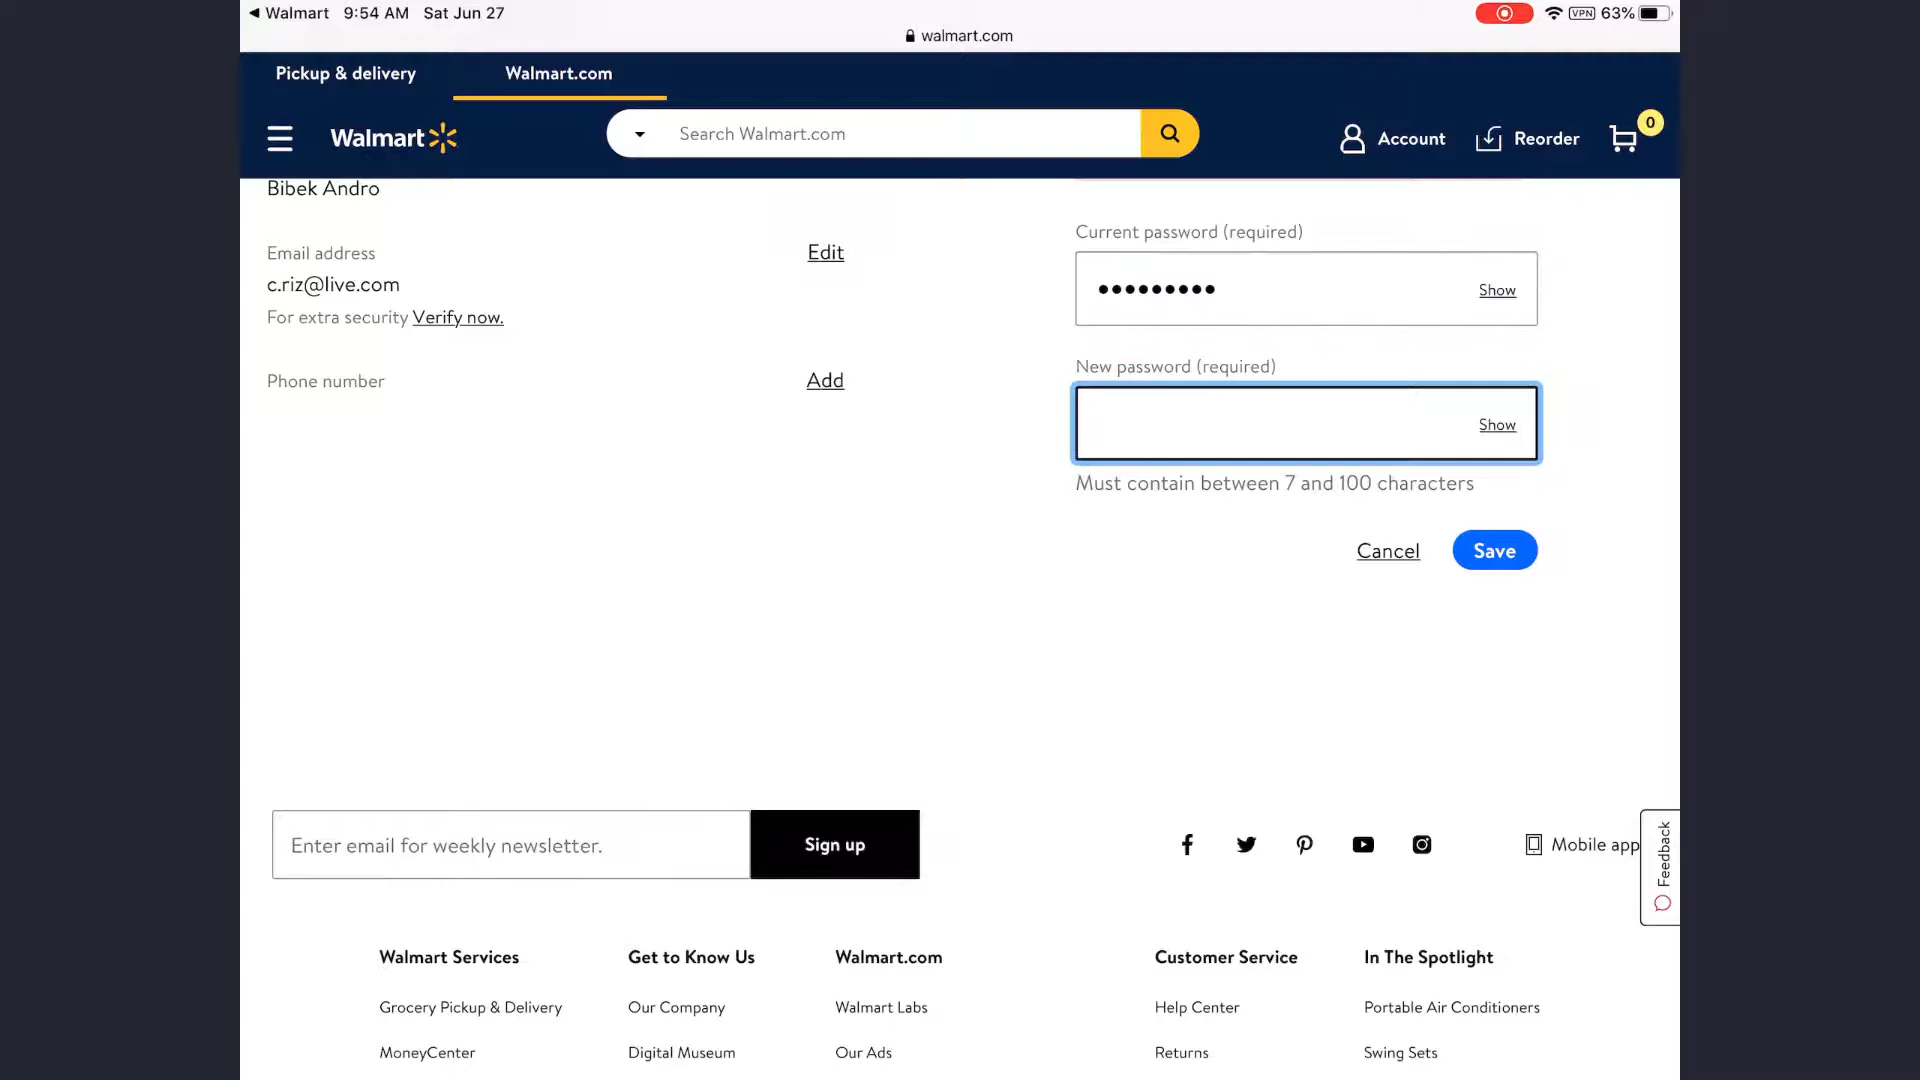 ◀ Walmart 9:54 AM Sat Jun 27
VPN 63%
walmart.com
Pickup & delivery
Walmart.com
Walmart
Search Walmart.com
Account
Reorder
0
Bibek Andro
Email address
Edit
c.riz@live.com
For extra security Verify now.
Phone number
Add
Current password (required)
•••••••••
Show
New password (required)
Show
Must contain between 7 and 100 characters
Cancel
Save
Enter email for weekly newsletter.
Sign up
Mobile app
Feedback
Walmart Services
Grocery Pickup & Delivery
MoneyCenter
Get to Know Us
Our Company
Digital Museum
Walmart.com
Walmart Labs
Our Ads
Customer Service
Help Center
Returns
In The Spotlight
Portable Air Conditioners
Swing Sets